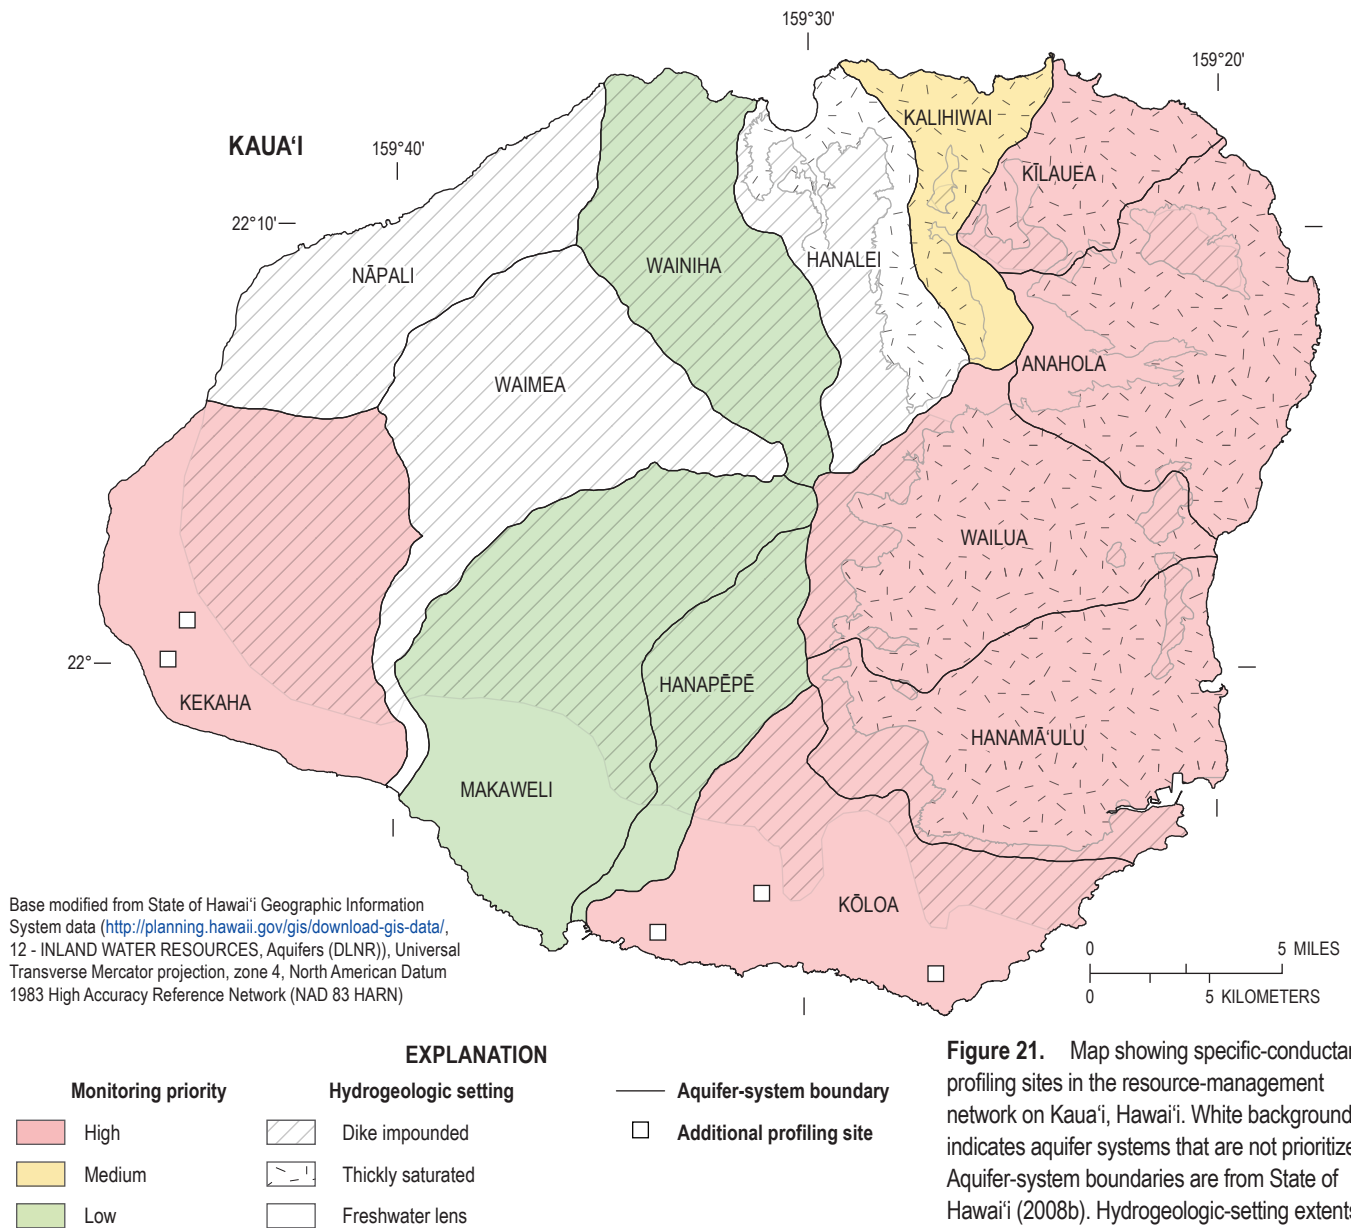 159°30'
159°20'
KAUAʻI
159°40'
KALIHIWAI
KĪLAUEA
22°10'
NĀPALI
WAINIHA
HANALEI
WAIMEA
ANAHOLA
WAILUA
22°
KEKAHA
HANAPĒPĒ
HANAMĀʻULU
MAKAWELI
KŌLOA
Base modified from State of Hawaiʻi Geographic Information
System data (http://planning.hawaii.gov/gis/download-gis-data/,
12 - INLAND WATER RESOURCES, Aquifers (DLNR)), Universal
Transverse Mercator projection, zone 4, North American Datum
1983 High Accuracy Reference Network (NAD 83 HARN)
0 5 MILES
0 5 KILOMETERS
EXPLANATION
Monitoring priority
High
Medium
Low
Hydrogeologic setting
Dike impounded
Thickly saturated
Freshwater lens
Aquifer-system boundary
Additional profiling site
Figure 21. Map showing specific-conductan
profiling sites in the resource-management
network on Kauaʻi, Hawaiʻi. White background
indicates aquifer systems that are not prioritize
Aquifer-system boundaries are from State of
Hawaiʻi (2008b). Hydrogeologic-setting extents